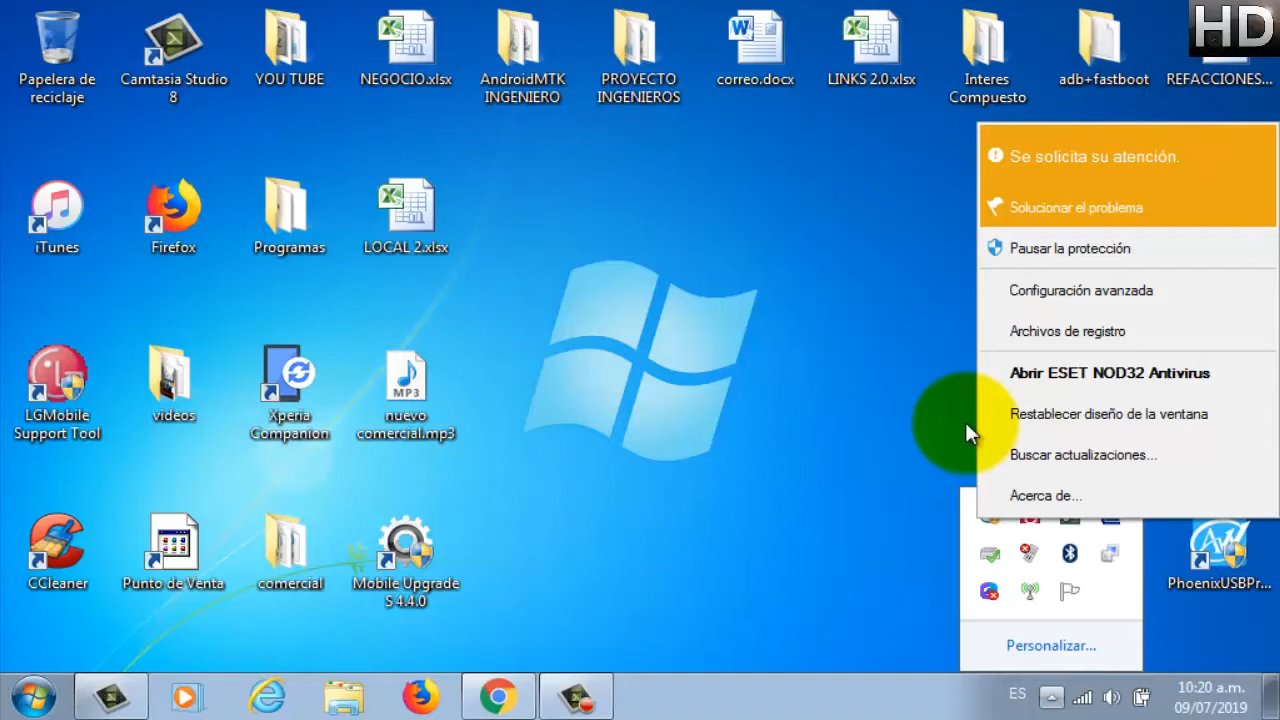 HD
Papelera de
reciclaje
Camtasia Studio
8
YOU TUBE
NEGOCIO.xlsx
AndroidMTK
INGENIERO
PROYECTO
INGENIEROS
correo.docx
LINKS 2.0.xlsx
Interes
Compuesto
adb+fastboot
REFACCIONES...
Se solicita su atención.
Solucionar el problema
Pausar la protección
Configuración avanzada
Archivos de registro
Abrir ESET NOD32 Antivirus
Restablecer diseño de la ventana
Buscar actualizaciones...
Acerca de...
iTunes
Firefox
Programas
LOCAL 2.xlsx
LG
LGMobile
Support Tool
videos
Xperia
Companion
MP3
nuevo
comercial.mp3
CCleaner
Punto de Venta
comercial
Mobile Upgrade
S 4.4.0
PhoenixUSBPr...
Personalizar...
ES
10:20 a.m.
09/07/2019